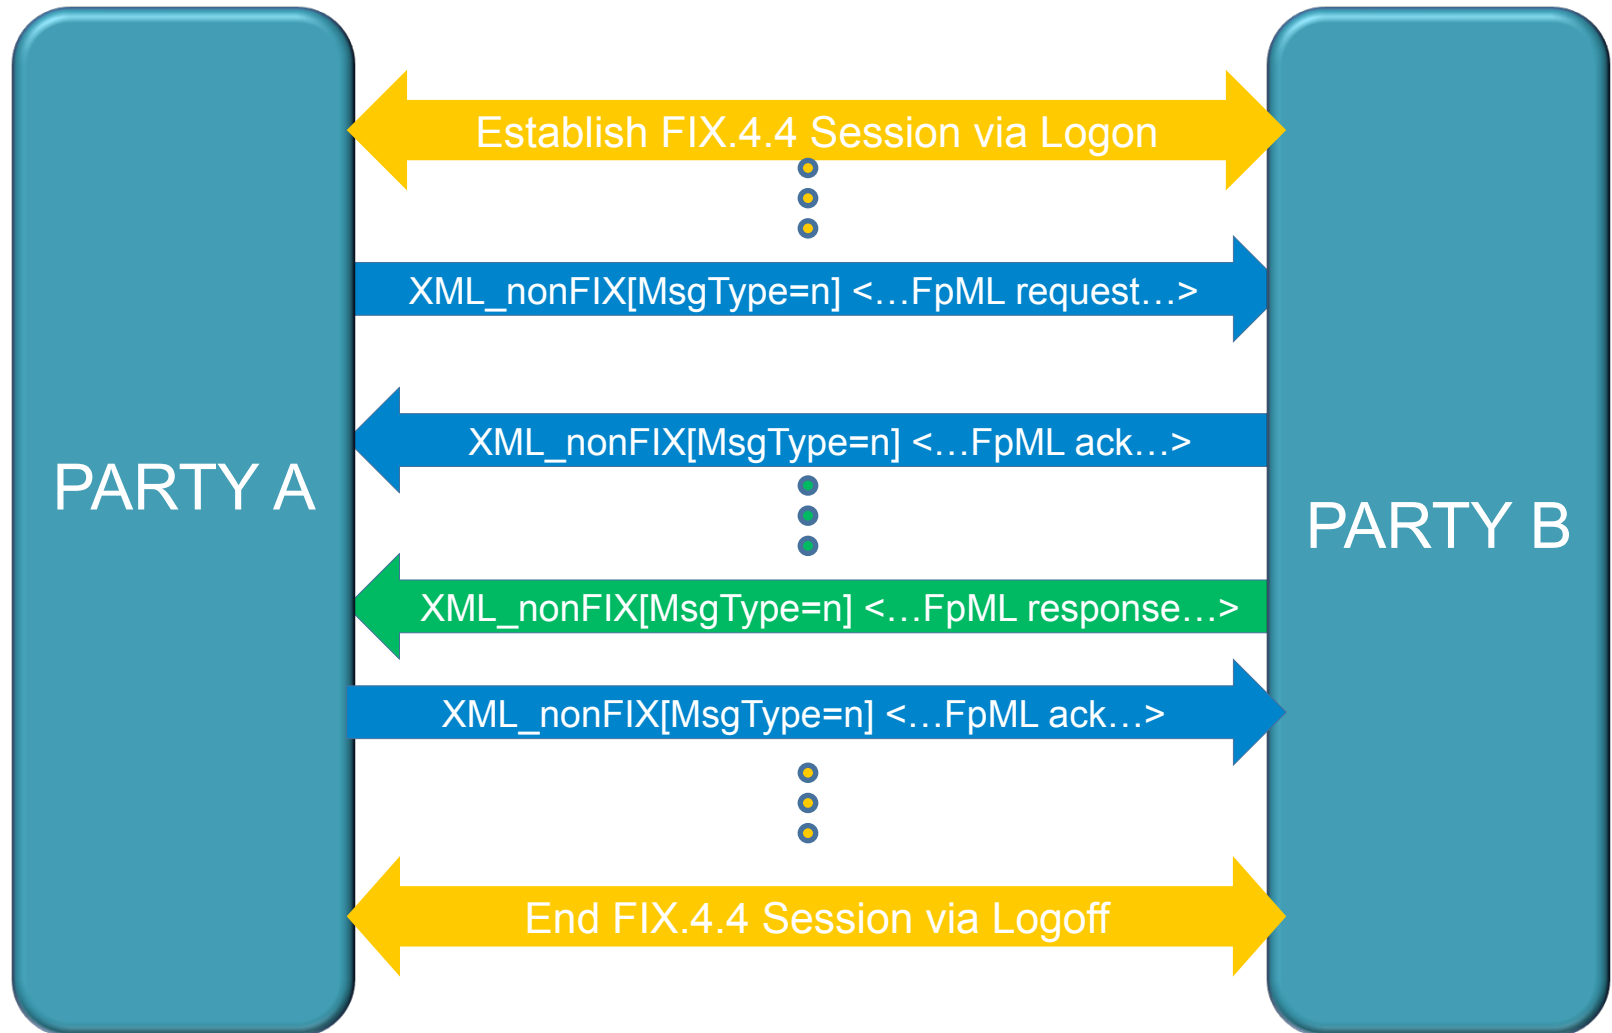 Establish FIX.4.4 Session via Logon
XML_nonFIX[MsgType=n] <…FpML request…>
XML_nonFIX[MsgType=n] <…FpML ack…>
PARTY A
PARTY B
XML_nonFIX[MsgType=n] <…FpML response…>
XML_nonFIX[MsgType=n] <…FpML ack…>
End FIX.4.4 Session via Logoff